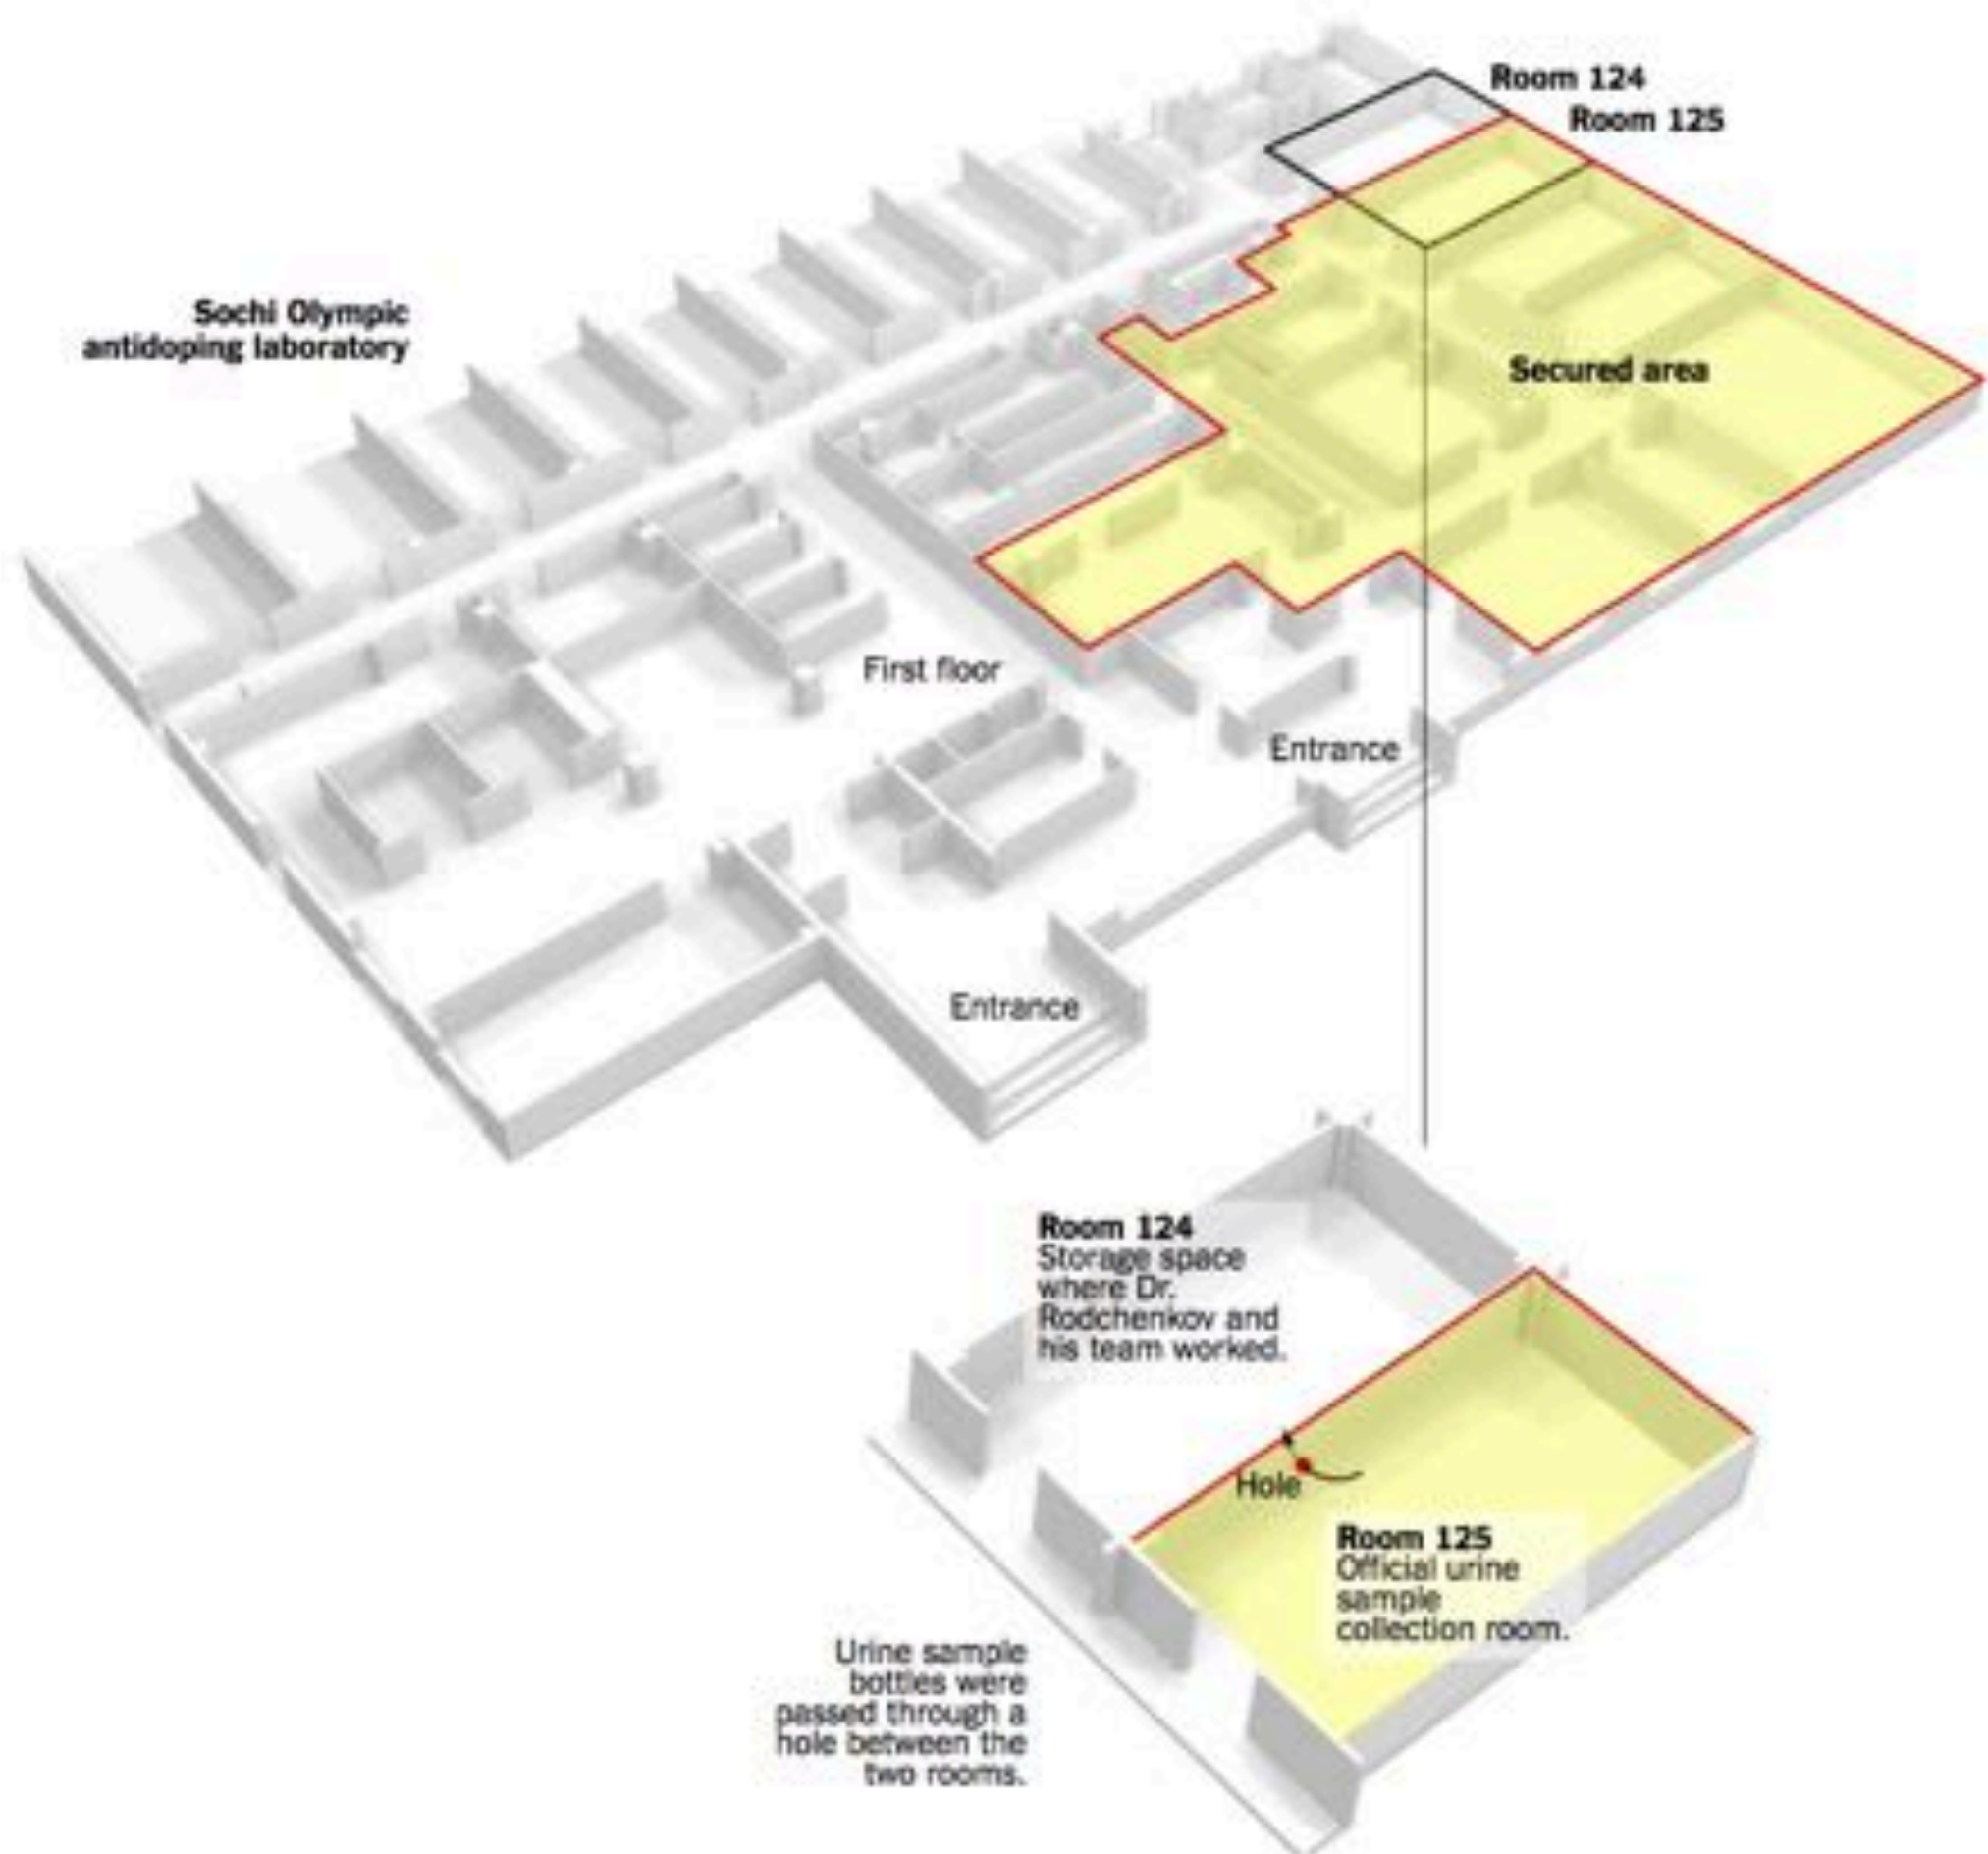 Room 124
Room 125
Sochi Olympic
antidoping laboratory
Secured area
First floor
Entrance
Entrance
Room 124
Storage space
where Dr.
Rodchenkov and
his team worked.
Hole
Room 125
Official urine
sample
collection room.
Urine sample
bottles were
passed through a
hole between the
two rooms.